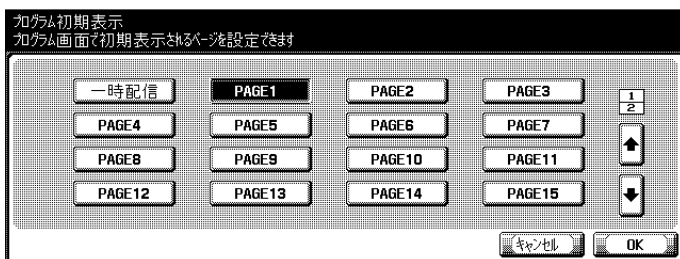 プログラム初期表示
プログラム画面で初期表示されるページを設定できます
一時配信 PAGE1 PAGE2 PAGE3
1
2
PAGE4 PAGE5 PAGE6 PAGE7
PAGE8 PAGE9 PAGE10 PAGE11
PAGE12 PAGE13 PAGE14 PAGE15
キャンセル OK